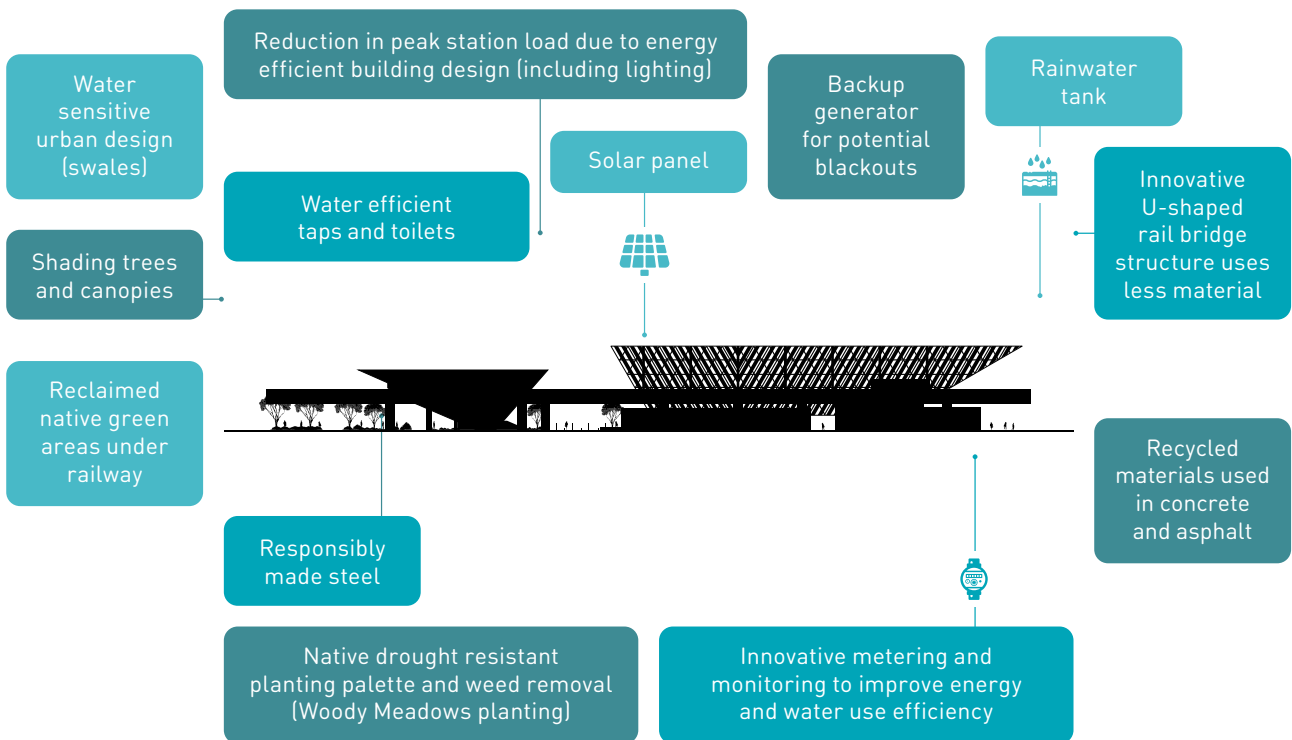 Reduction in peak station load due to energy
efficient building design (including lighting)
Water
sensitive
urban design
(swales)
Backup
generator
for potential
blackouts
Rainwater
tank
Solar panel
Water efficient
taps and toilets
Innovative
U-shaped
rail bridge
structure uses
less material
Shading trees
and canopies
Reclaimed
native green
areas under
railway
Recycled
materials used
in concrete
and asphalt
Responsibly
made steel
Native drought resistant
planting palette and weed removal
(Woody Meadows planting)
Innovative metering and
monitoring to improve energy
and water use efficiency